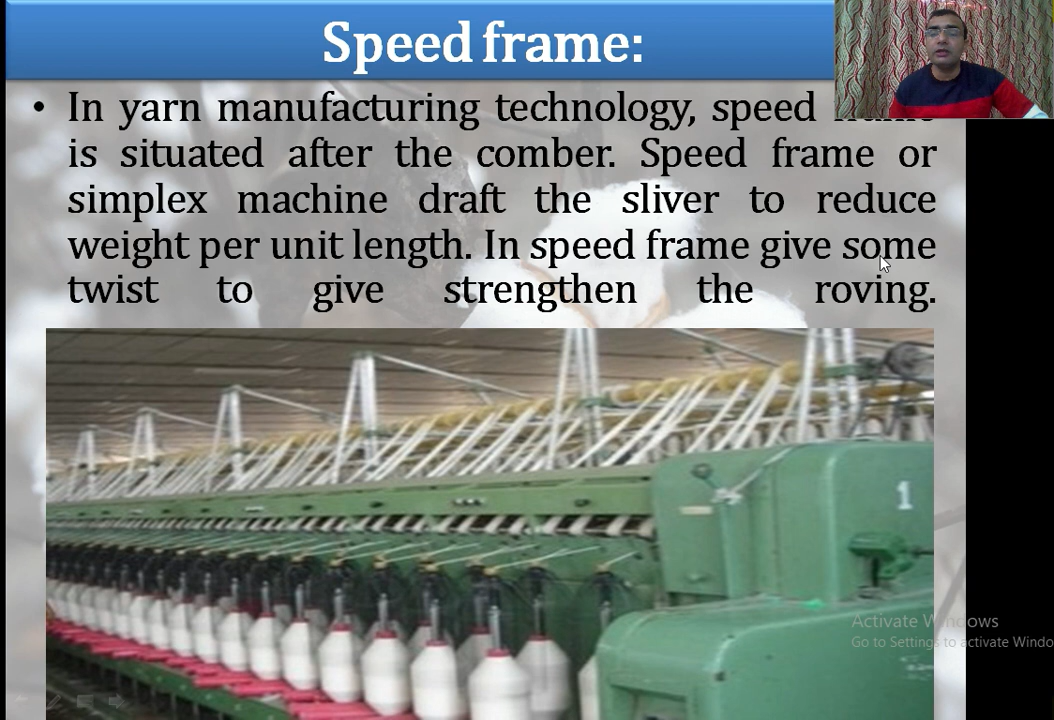 Speed frame:
• In yarn manufacturing technology, speed
is situated after the comber. Speed frame or
simplex machine draft the sliver to reduce
weight per unit length. In speed frame give some
twist to give strengthen the roving.
1
Activate Windows
Go to Settings to activate Windo